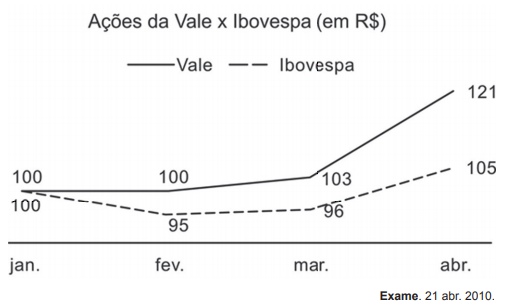 Ações da Vale x Ibovespa (em R$)
Vale Ibovespa
121
100 100 103 105
100 95 96
jan. fev. mar. abr.
Exame, 21 abr. 2010.